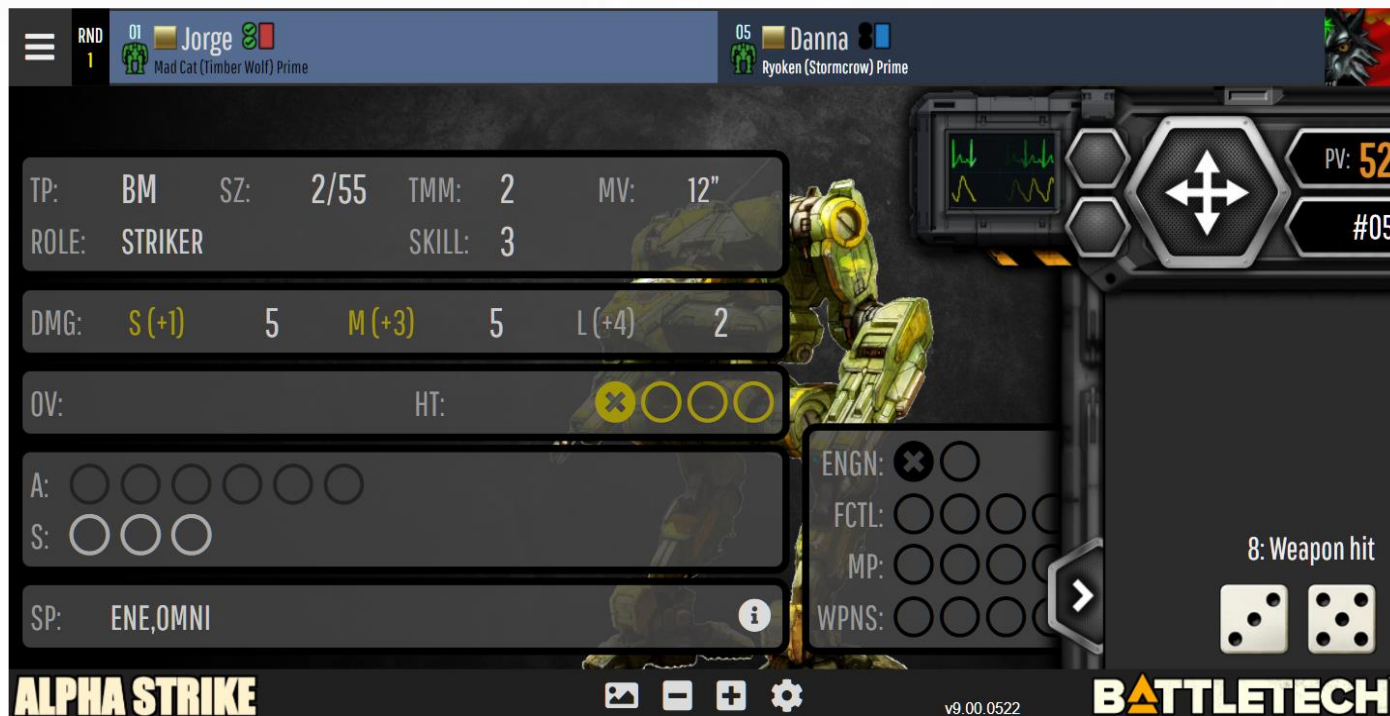 RND 01 Jorge 05 Danna
1 Mad Cat (Timber Wolf) Prime Ryoken (Stormcrow) Prime
PV: 52
TP: BM SZ: 2/55 TMM: 2 MV: 12”
ROLE: STRIKER SKILL: 3
#05
DMG: S (+1) 5 M (+3) 5 L (+4) 2
OV: HT:
A:
S:
SP: ENE,OMNI
ENGN:
FCTL:
MP:
WPNS:
8: Weapon hit
ALPHA STRIKE
v9.00.0522
BATTLETECH